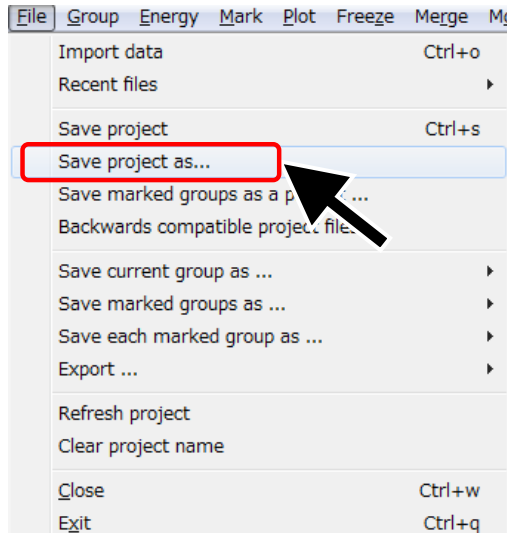 File Group Energy Mark Plot Freeze Merge
Import data Ctrl+o
Recent files
Save project Ctrl+s
Save project as...
Save marked groups as a p ...
Backwards compatible project files
Save current group as ...
Save marked groups as ...
Save each marked group as ...
Export ...
Refresh project
Clear project name
Close Ctrl+w
Exit Ctrl+q